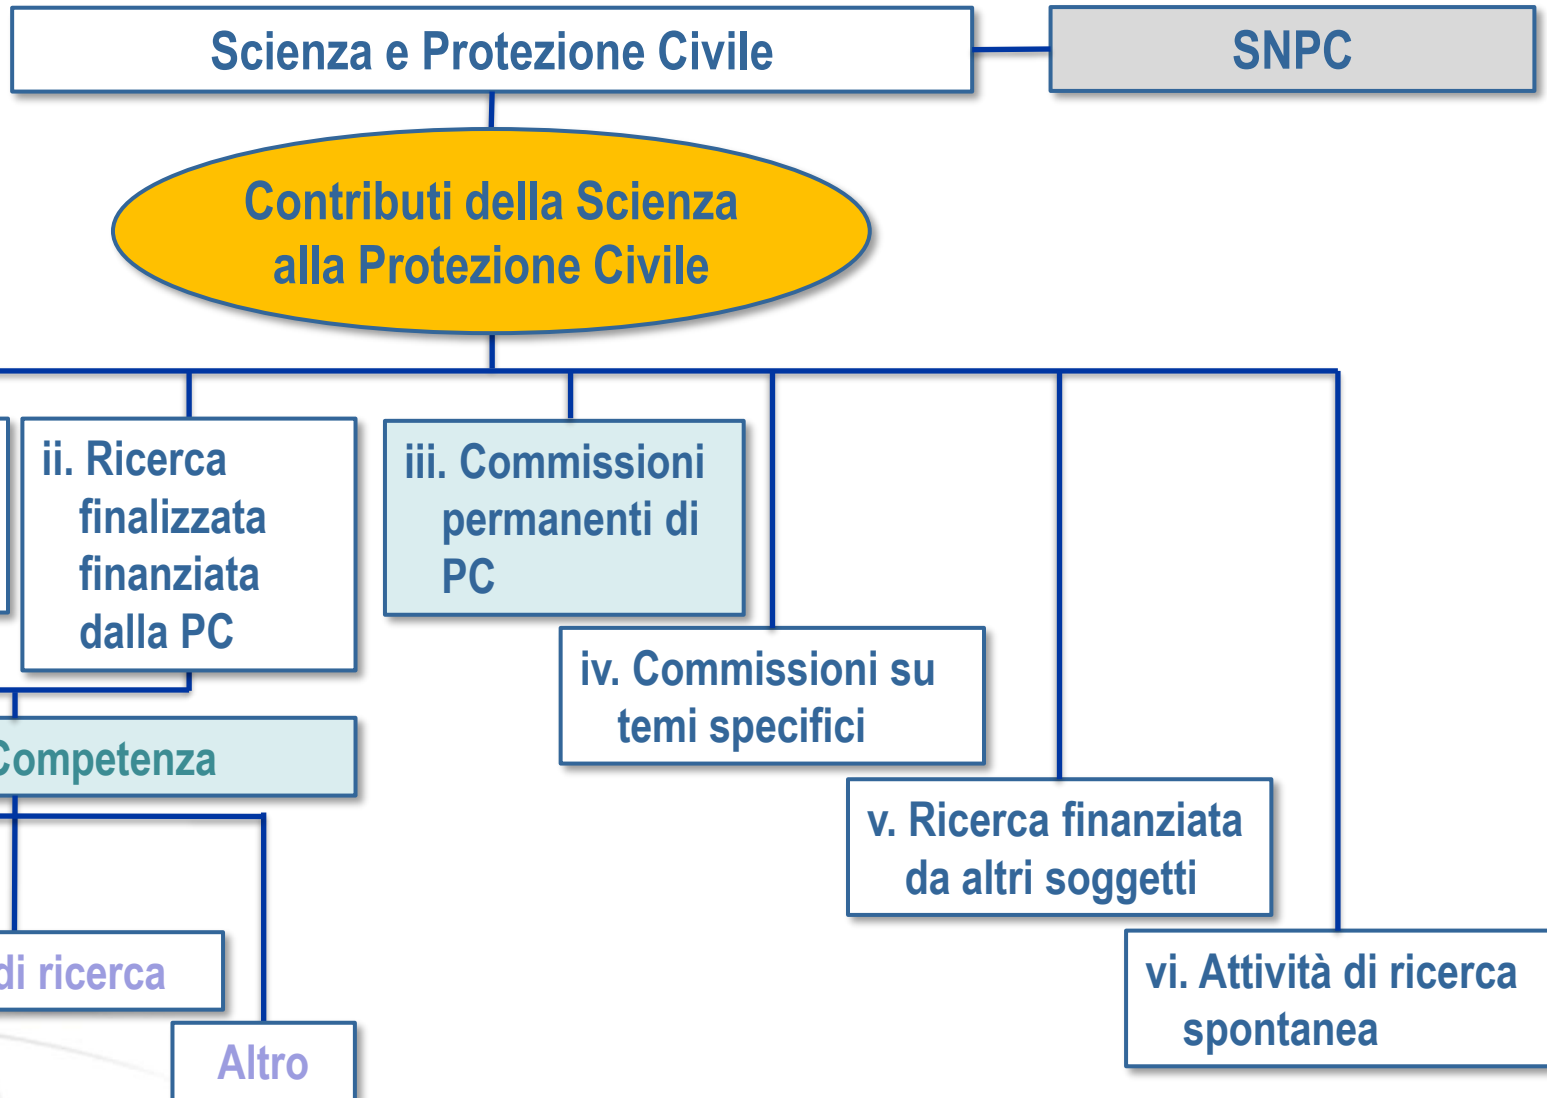 Scienza e Protezione Civile
SNPC
Contributi della Scienza
alla Protezione Civile
ii. Ricerca
finalizzata
finanziata
dalla PC
iii. Commissioni
permanenti di
PC
iv. Commissioni su
temi specifici
Competenza
v. Ricerca finanziata
da altri soggetti
di ricerca
vi. Attività di ricerca
spontanea
Altro